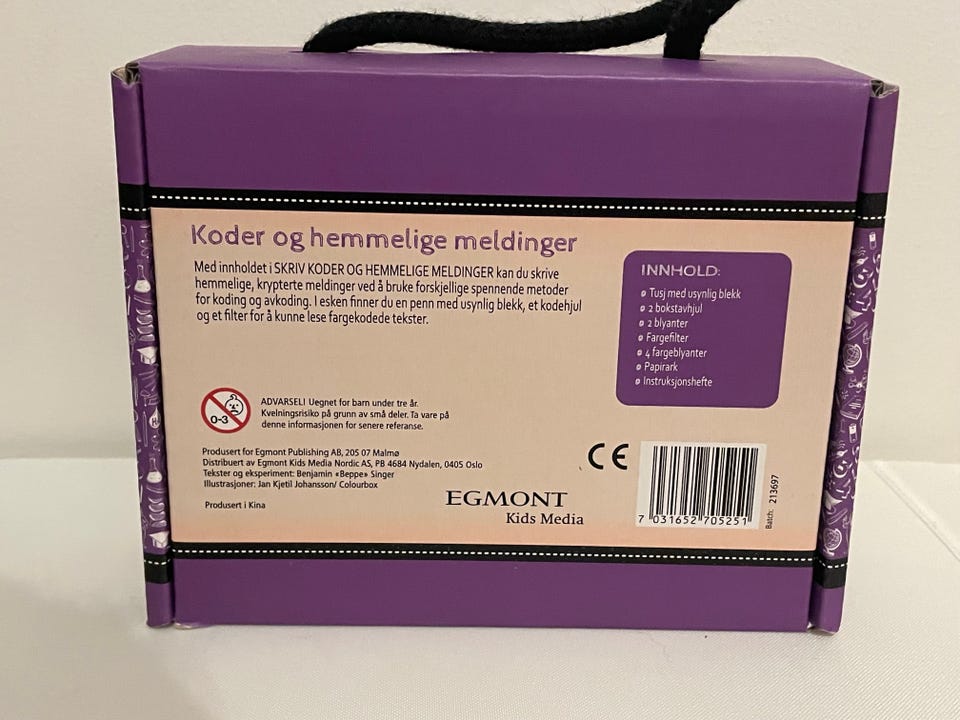 Koder og hemmelige meldinger
Med innholdet i SKRIV KODER OG HEMMELIGE MELDINGER kan du skrive
hemmelige, krypterte meldinger ved å bruke forskjellige spennende metoder
for koding og avkoding. I esken finner du en penn med usynlig blekk, et kodehjul
og et filter for å kunne lese fargekodede tekster.
INNHOLD:
Tusj med usynlig blekk
2 bokstavhjul
2 blyanter
Fargefilter
4 fargeblyanter
Papirark
Instruksjonshefte
0-3
ADVARSEL! Uegnet for barn under tre år.
Kvelningsrisiko på grunn av små deler. Ta vare på
denne informasjonen for senere referanse.
Produsert for Egmont Publishing AB, 205 07 Malmø
Distribuert av Egmont Kids Media Nordic AS, PB 4684 Nydalen, 0405 Oslo
Tekster og eksperiment: Benjamin «Beppe» Singer
Illustrasjoner: Jan Kjetil Johansson/ Colourbox
Produsert i Kina
EGMONT
Kids Media
CE
7 031652 705251
Batch: 213697